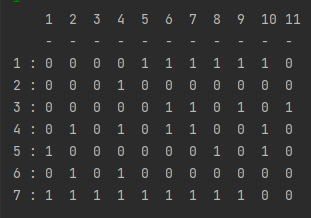 1 2 3 4 5 6 7 8 9 10 11
- - - - - - - - - - -
1 : 0 0 0 0 1 1 1 1 1 1 0
2 : 0 0 0 1 0 0 0 0 0 0 0
3 : 0 0 0 0 0 1 1 0 1 0 1
4 : 0 1 0 1 0 1 1 0 0 1 0
5 : 1 0 0 0 0 0 0 1 0 1 0
6 : 0 1 0 1 0 0 0 0 0 0 0
7 : 1 1 1 1 1 1 1 1 1 0 0